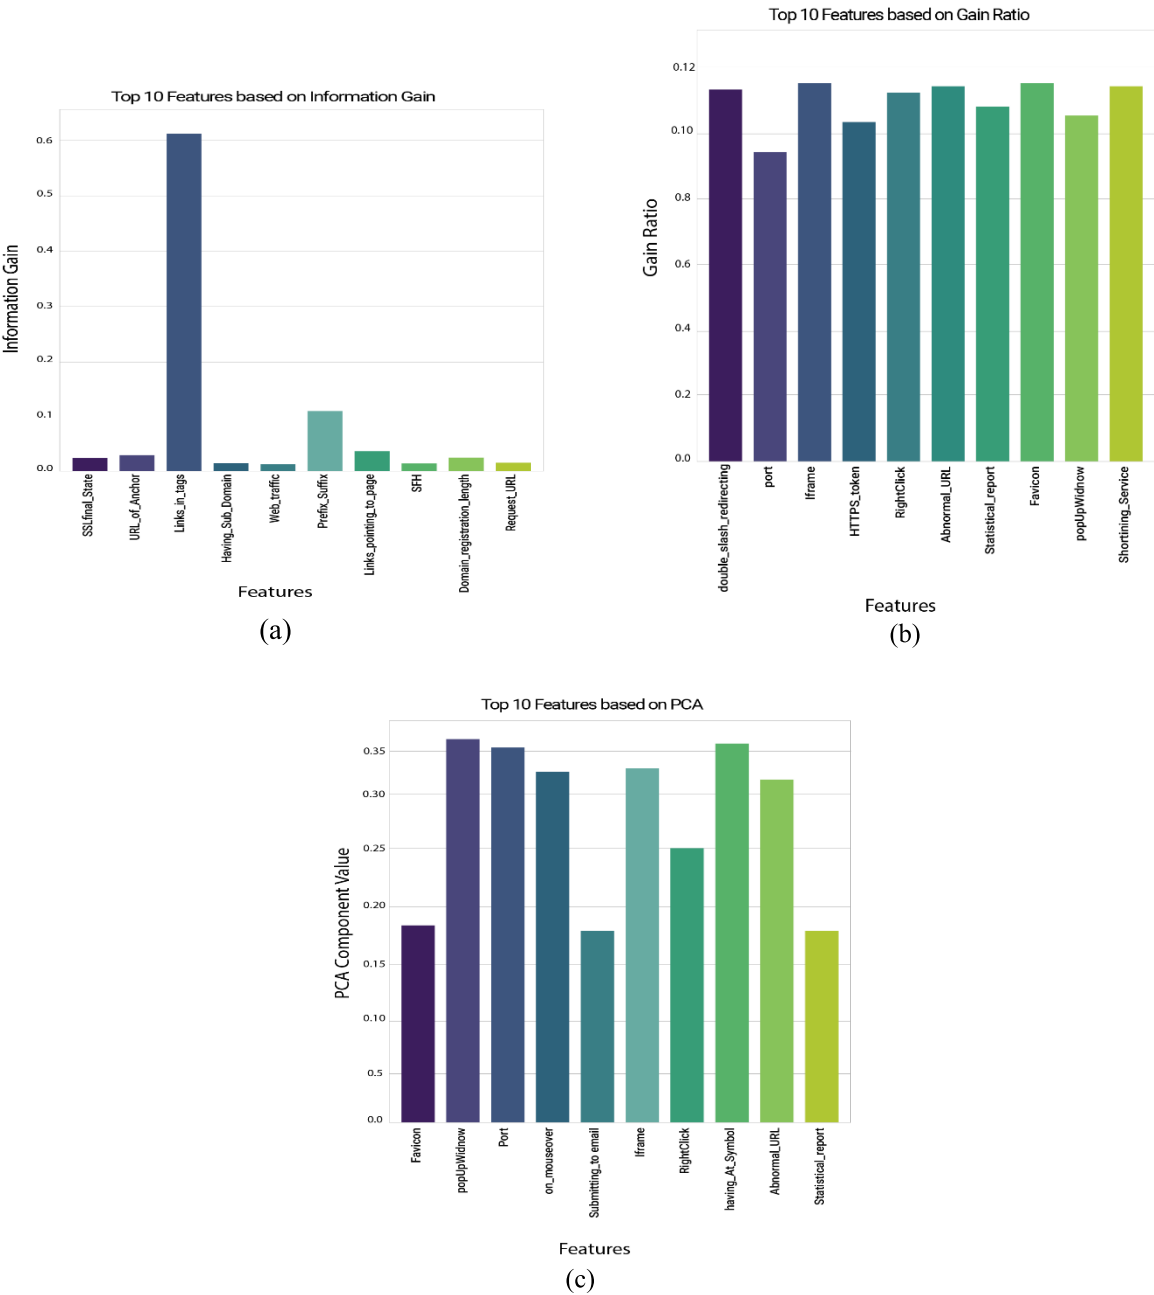 Top 10 Features based on Information Gain
Information Gain
0.6
0.5
0.4
0.3
0.2
0.1
0.0
SSLfinal_State
URL_of_Anchor
Links_in_tags
Having_Sub_Domain
Web_traffic
Prefix_Suffix
Links_pointing_to_page
SFH
Domain_registration_length
Request_URL
Features
(a)
Top 10 Features based on Gain Ratio
Gain Ratio
0.12
0.10
0.8
0.6
0.4
0.2
0.0
double_slash_redirecting
port
Iframe
HTTPS_token
RightClick
Abnormal_URL
Statistical_report
Favicon
popUpWidnow
Shortining_Service
Features
(b)
Top 10 Features based on PCA
PCA Component Value
0.35
0.30
0.25
0.20
0.15
0.10
0.5
0.0
Favicon
popUpWidnow
Port
on_mouseover
Submitting_to email
Iframe
RightClick
having_At_Symbol
Abnormal_URL
Statistical_report
Features
(c)